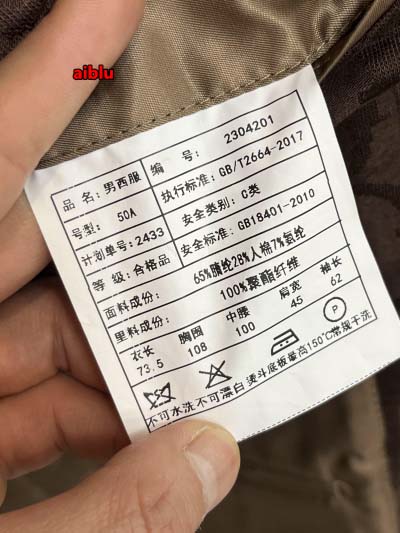 aiblu
品 名: 男西服 编 号: 2304201
号型: 50A 执行标准: GB/T2664-2017
计划单号: 2433 安全类别: C类
等 级: 合格品 安全标准: GB18401-2010
面料成份: 65%腈纶28%人棉7%氨纶
里料成份: 100%聚酯纤维
衣长 胸围 中腰 肩宽 袖长
73.5 108 100 45 62
P
不可水洗不可漂白 熨斗底板最高150℃常规干洗